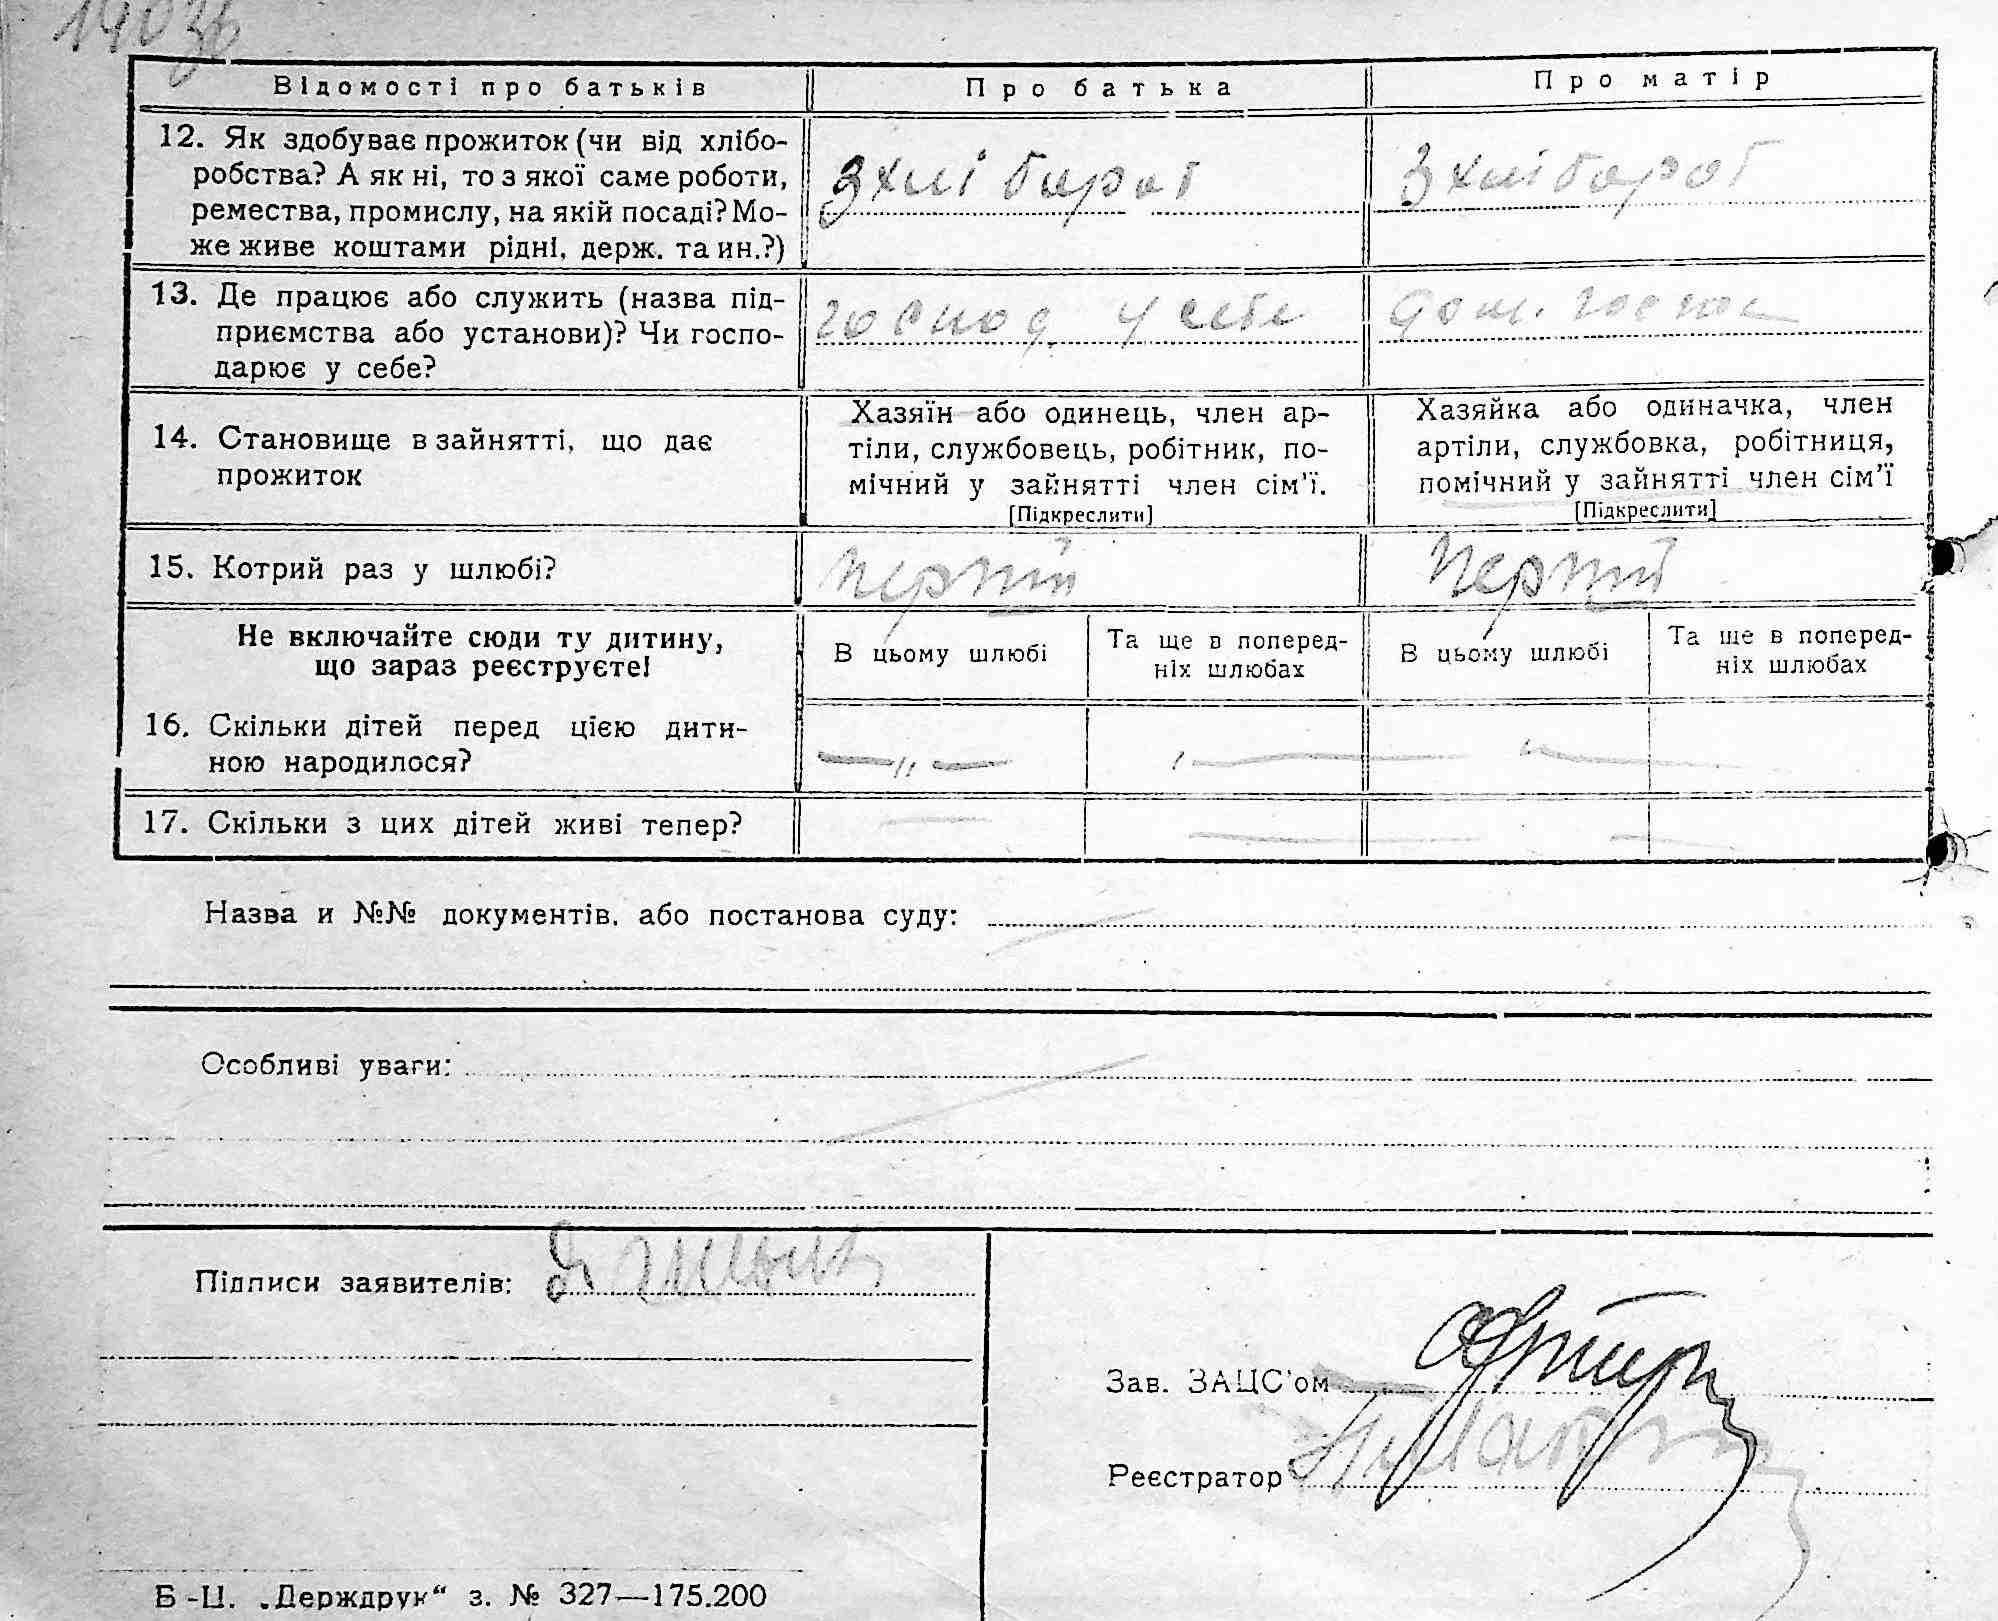 Відомості про батьків
Про батька
Про матір
12. Як здобуває прожиток (чи від хлібо-
робства? А як ні, то з якої саме роботи,
ремества, промислу, на якій посаді? Мо-
же живе коштами рідні, держ. та ин.?)
З хлібороб
З хлібороб
13. Де працює або служить (назва під-
приємства або установи)? Чи госпо-
дарює у себе?
господ у себе
дом. госпо
14. Становище в зайнятті, що дає
прожиток
Хазяїн або одинець, член ар-
тіли, службовець, робітник, по-
мічний у зайнятті член сім'ї.
[Підкреслити]
Хазяйка або одиначка, член
артіли, службовка, робітниця,
помічний у зайнятті член сім'ї
[Підкреслити]
15. Котрий раз у шлюбі?
Перший
Перший
Не включайте сюди ту дитину,
що зараз реєструєте!
В цьому шлюбі
Та ще в поперед-
ніх шлюбах
В цьому шлюбі
Та ще в поперед-
ніх шлюбах
16. Скільки дітей перед цією дити-
ною народилося?
— „ —
17. Скільки з цих дітей живі тепер?
Назва и №№ документів. або постанова суду:
Особливі уваги:
Підписи заявителів:
Зав. ЗАЦС'ом
Реєстратор
Б-Ц. „Держдрук“ з. № 327—175.200